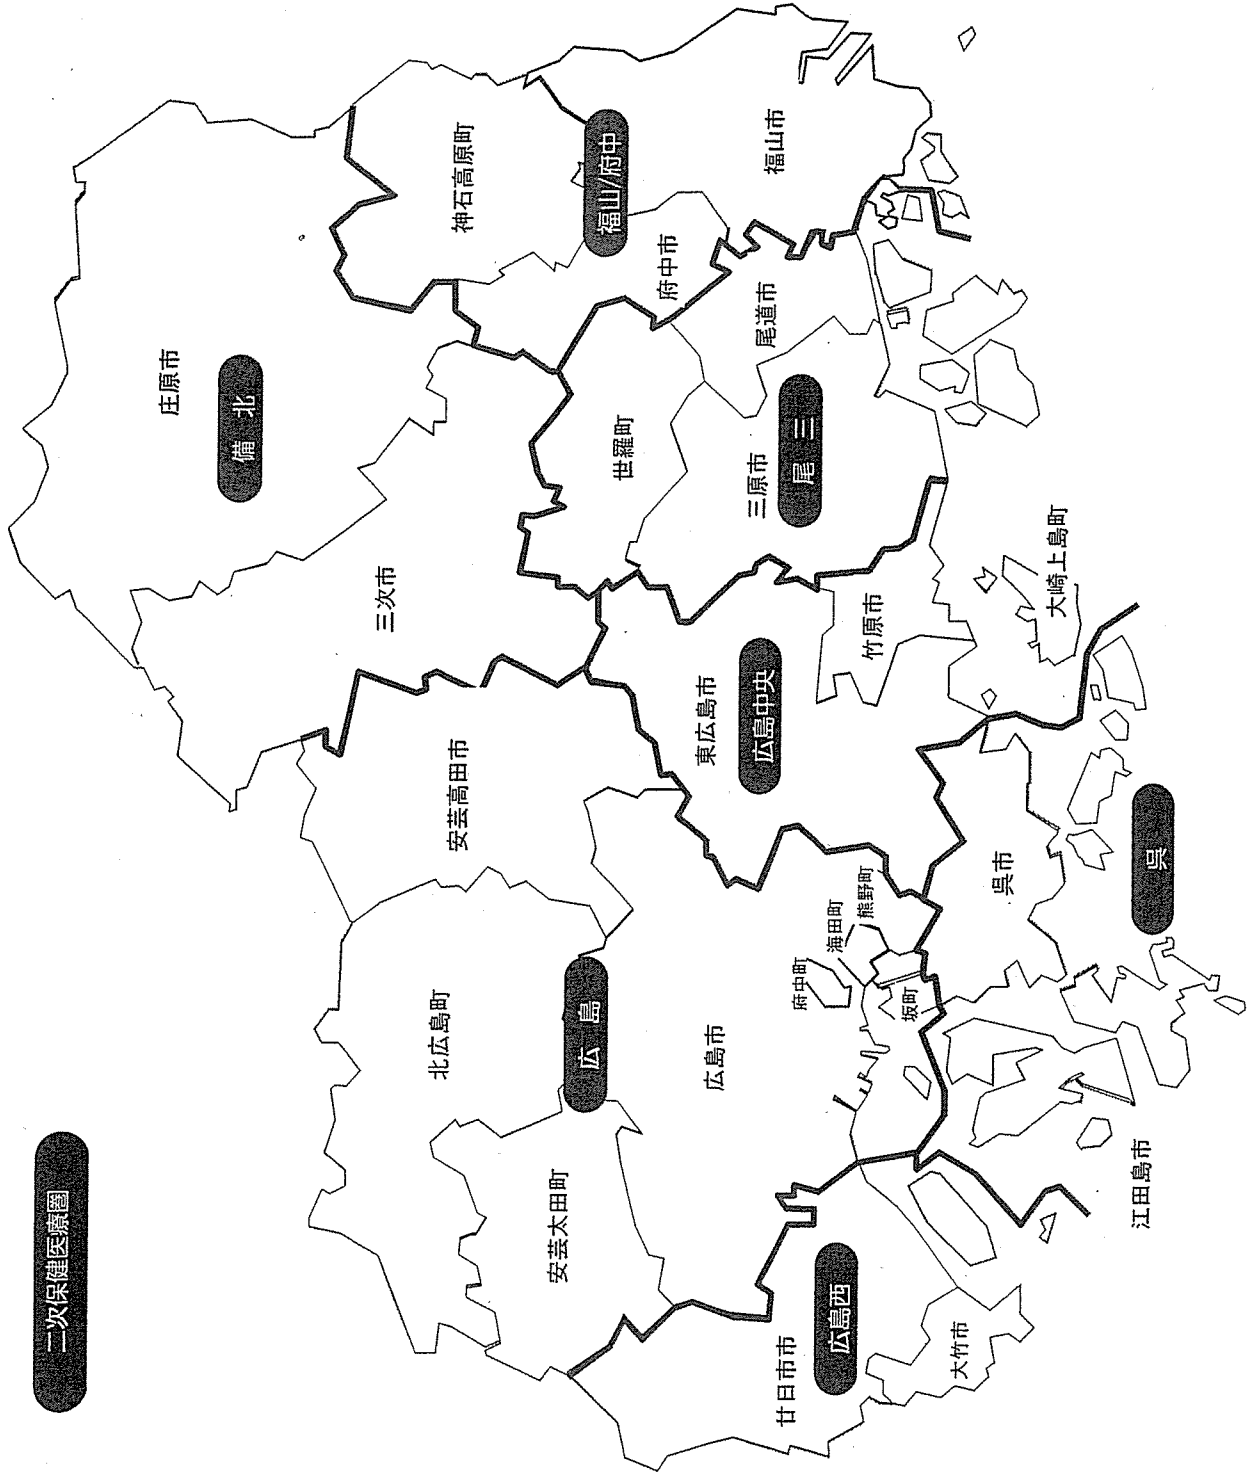 二次保健医療圏
庄原市
備北
三次市
神石高原町
福山/府中
福山市
府中市
尾道市
世羅町
三原市
尾三
安芸高田市
東広島市
広島中央
竹原市
大崎上島町
北広島町
広島
安芸太田町
広島市
府中町
海田町
熊野町
坂町
呉市
呉
江田島市
廿日市市
広島西
大竹市